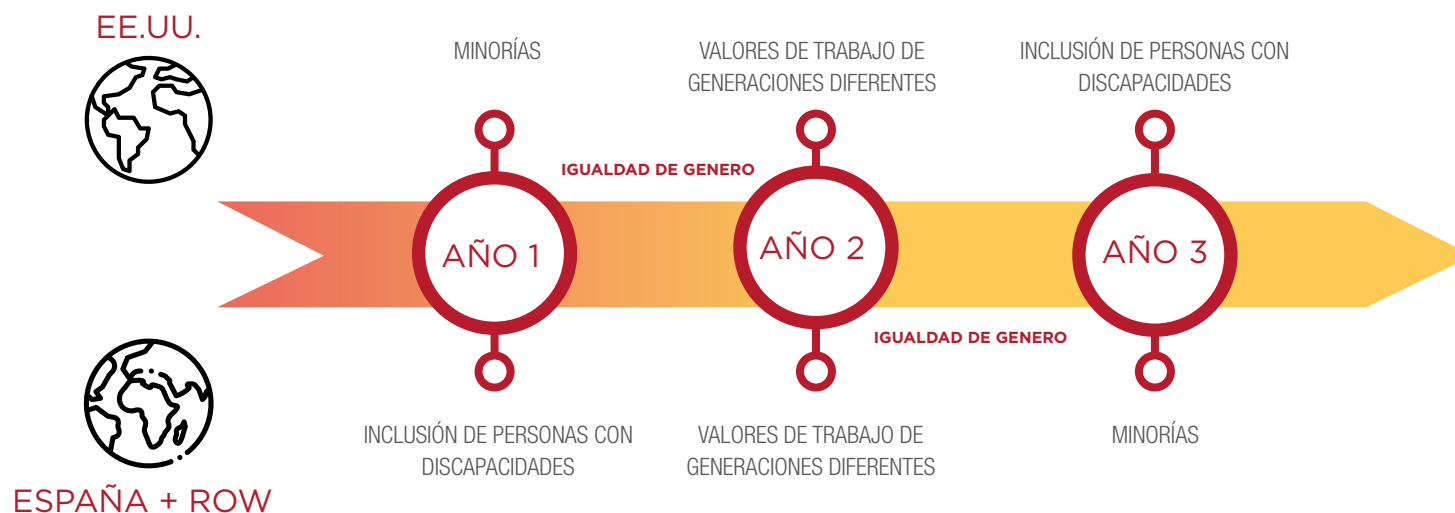 EE.UU.
MINORÍAS
VALORES DE TRABAJO DE
GENERACIONES DIFERENTES
INCLUSIÓN DE PERSONAS CON
DISCAPACIDADES
IGUALDAD DE GENERO
AÑO 1
AÑO 2
AÑO 3
IGUALDAD DE GENERO
INCLUSIÓN DE PERSONAS CON
DISCAPACIDADES
VALORES DE TRABAJO DE
GENERACIONES DIFERENTES
MINORÍAS
ESPAÑA + ROW